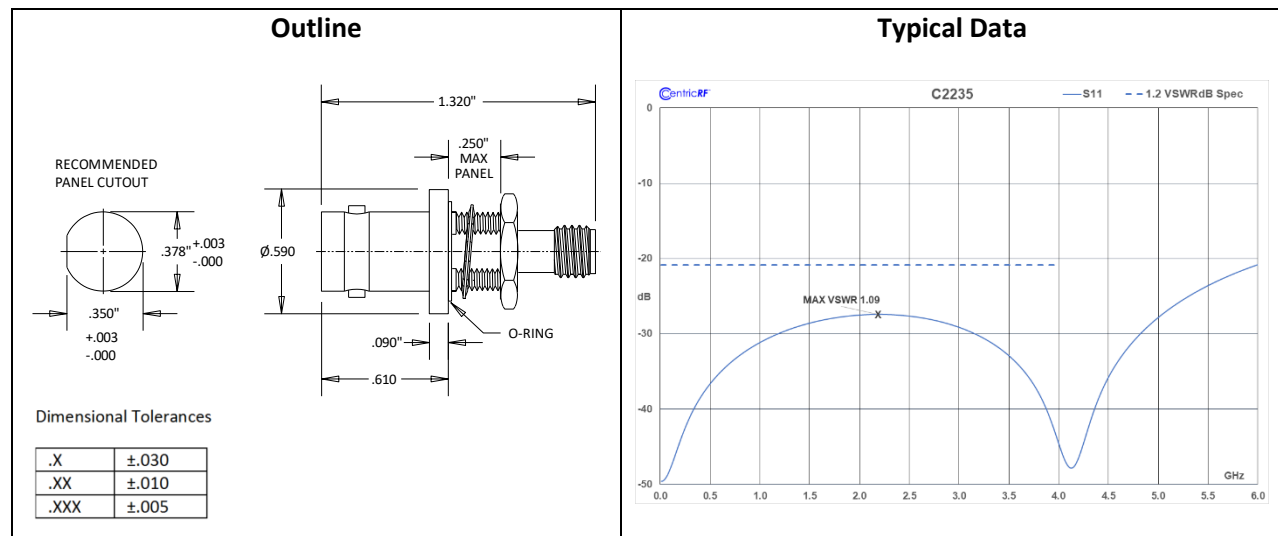 Outline
1.320"
.250"
MAX
PANEL
RECOMMENDED
PANEL CUTOUT
.378" +.003
-.000
Ø.590
.350"
+.003
-.000
.090"
O-RING
.610
Dimensional Tolerances
.X ±.030
.XX ±.010
.XXX ±.005
Typical Data
CentricRF
C2235
S11
1.2 VSWRdB Spec
0
-10
-20
dB
-30
-40
-50
MAX VSWR 1.09
X
GHz
0.0 0.5 1.0 1.5 2.0 2.5 3.0 3.5 4.0 4.5 5.0 5.5 6.0